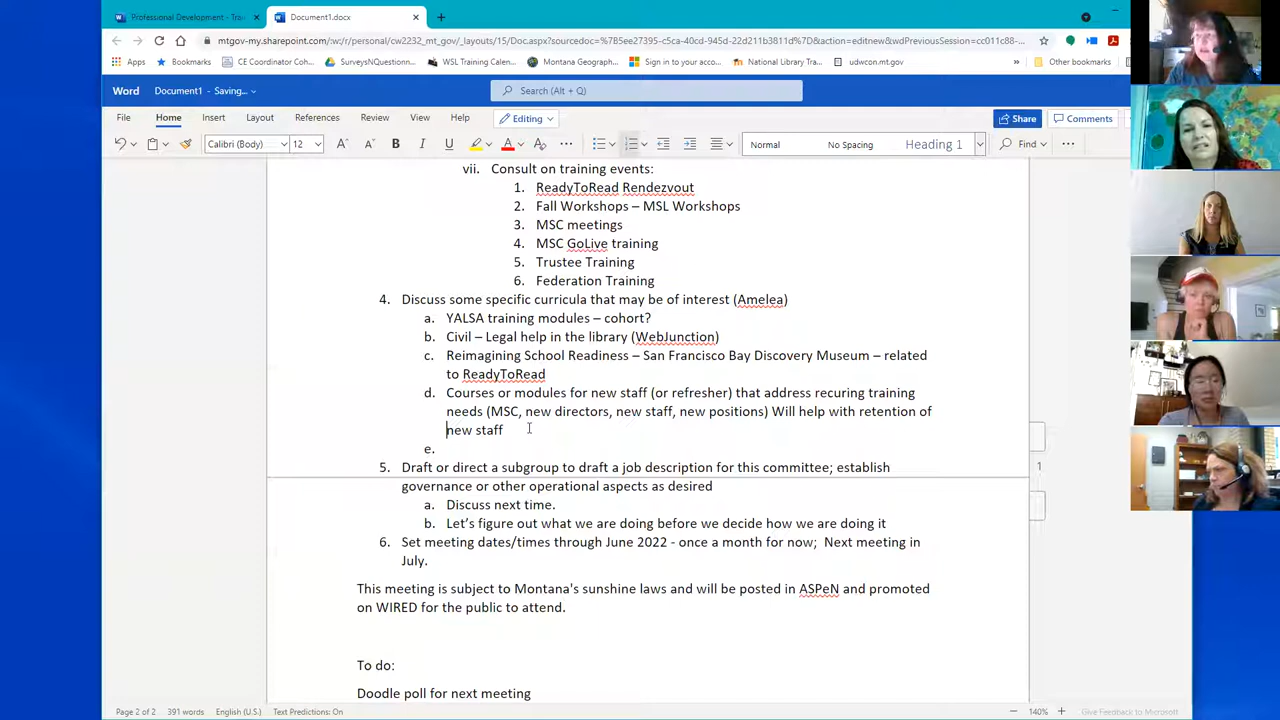 Professional Development - Trai
Document1.docx
mtgov-my.sharepoint.com/:w:/r/personal/cw2232_mt_gov/_layouts/15/Doc.aspx?sourcedoc=%7B5ee27395-c5ca-40cd-945d-22d211b3811d%7D&action=editnew&wdPreviousSession=cc011c88-...
Apps Bookmarks CE Coordinator Coh... SurveysNQuestionn... WSL Training Calen... Montana Geograph... Sign in to your acco... National Library Tra... udwcon.mt.gov » Other bookmarks
Word Document1 - Saving... Search (Alt + Q)
File Home Insert Layout References Review View Help Editing Share Comments
Calibri (Body) 12 A A B I U A Normal No Spacing Heading 1 Find
vii. Consult on training events:
1. ReadyToRead Rendezvout
2. Fall Workshops – MSL Workshops
3. MSC meetings
4. MSC GoLive training
5. Trustee Training
6. Federation Training
4. Discuss some specific curricula that may be of interest (Amelea)
a. YALSA training modules – cohort?
b. Civil – Legal help in the library (WebJunction)
c. Reimagining School Readiness – San Francisco Bay Discovery Museum – related
to ReadyToRead
d. Courses or modules for new staff (or refresher) that address recuring training
needs (MSC, new directors, new staff, new positions) Will help with retention of
new staff
e.
5. Draft or direct a subgroup to draft a job description for this committee; establish
governance or other operational aspects as desired
a. Discuss next time.
b. Let's figure out what we are doing before we decide how we are doing it
6. Set meeting dates/times through June 2022 - once a month for now; Next meeting in
July.
This meeting is subject to Montana's sunshine laws and will be posted in ASPeN and promoted
on WIRED for the public to attend.
To do:
Doodle poll for next meeting
1
Page 2 of 2 391 words English (U.S.) Text Predictions: On 140% Give Feedback to Microsoft